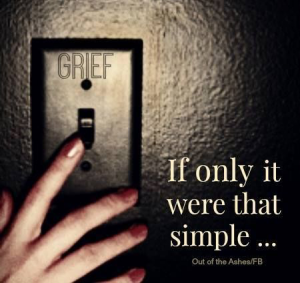 GRIEF
If only it
were that
simple ...
Out of the Ashes/FB